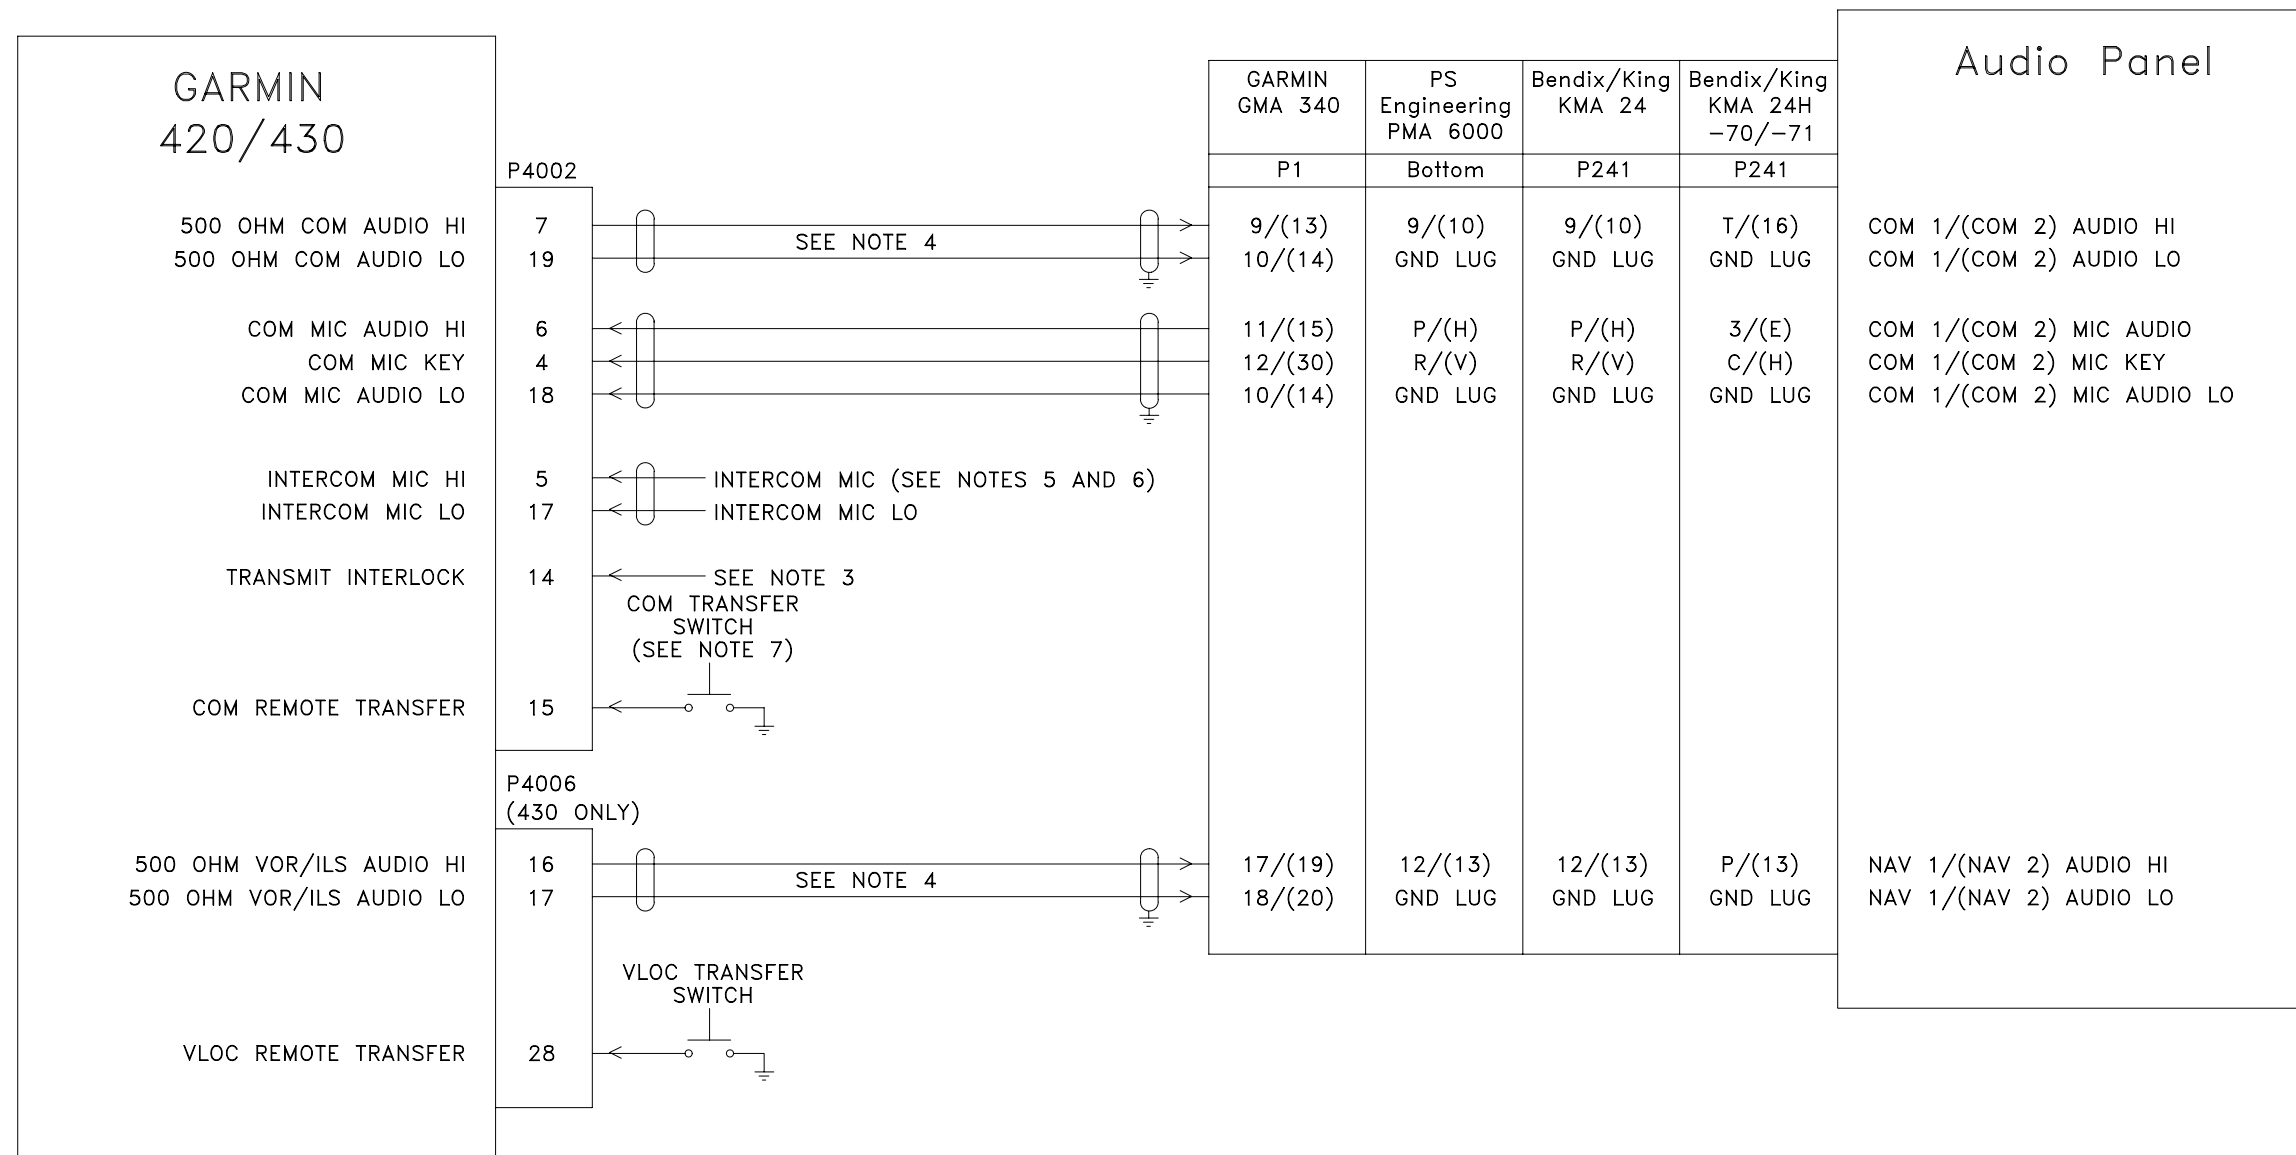 Audio Panel
GARMIN
420/430
GARMIN
GMA 340
PS
Engineering
PMA 6000
Bendix/King
KMA 24
Bendix/King
KMA 24H
-70/-71
P4002
P1 Bottom P241 P241
500 OHM COM AUDIO HI 7 9/(13) 9/(10) 9/(10) T/(16) COM 1/(COM 2) AUDIO HI
SEE NOTE 4
500 OHM COM AUDIO LO 19 10/(14) GND LUG GND LUG GND LUG COM 1/(COM 2) AUDIO LO
COM MIC AUDIO HI 6 11/(15) P/(H) P/(H) 3/(E) COM 1/(COM 2) MIC AUDIO
COM MIC KEY 4 12/(30) R/(V) R/(V) C/(H) COM 1/(COM 2) MIC KEY
COM MIC AUDIO LO 18 10/(14) GND LUG GND LUG GND LUG COM 1/(COM 2) MIC AUDIO LO
INTERCOM MIC HI 5 INTERCOM MIC (SEE NOTES 5 AND 6)
INTERCOM MIC LO 17 INTERCOM MIC LO
TRANSMIT INTERLOCK 14 SEE NOTE 3
COM TRANSFER
SWITCH
(SEE NOTE 7)
COM REMOTE TRANSFER 15
P4006
(430 ONLY)
500 OHM VOR/ILS AUDIO HI 16 17/(19) 12/(13) 12/(13) P/(13) NAV 1/(NAV 2) AUDIO HI
SEE NOTE 4
500 OHM VOR/ILS AUDIO LO 17 18/(20) GND LUG GND LUG GND LUG NAV 1/(NAV 2) AUDIO LO
VLOC TRANSFER
SWITCH
VLOC REMOTE TRANSFER 28